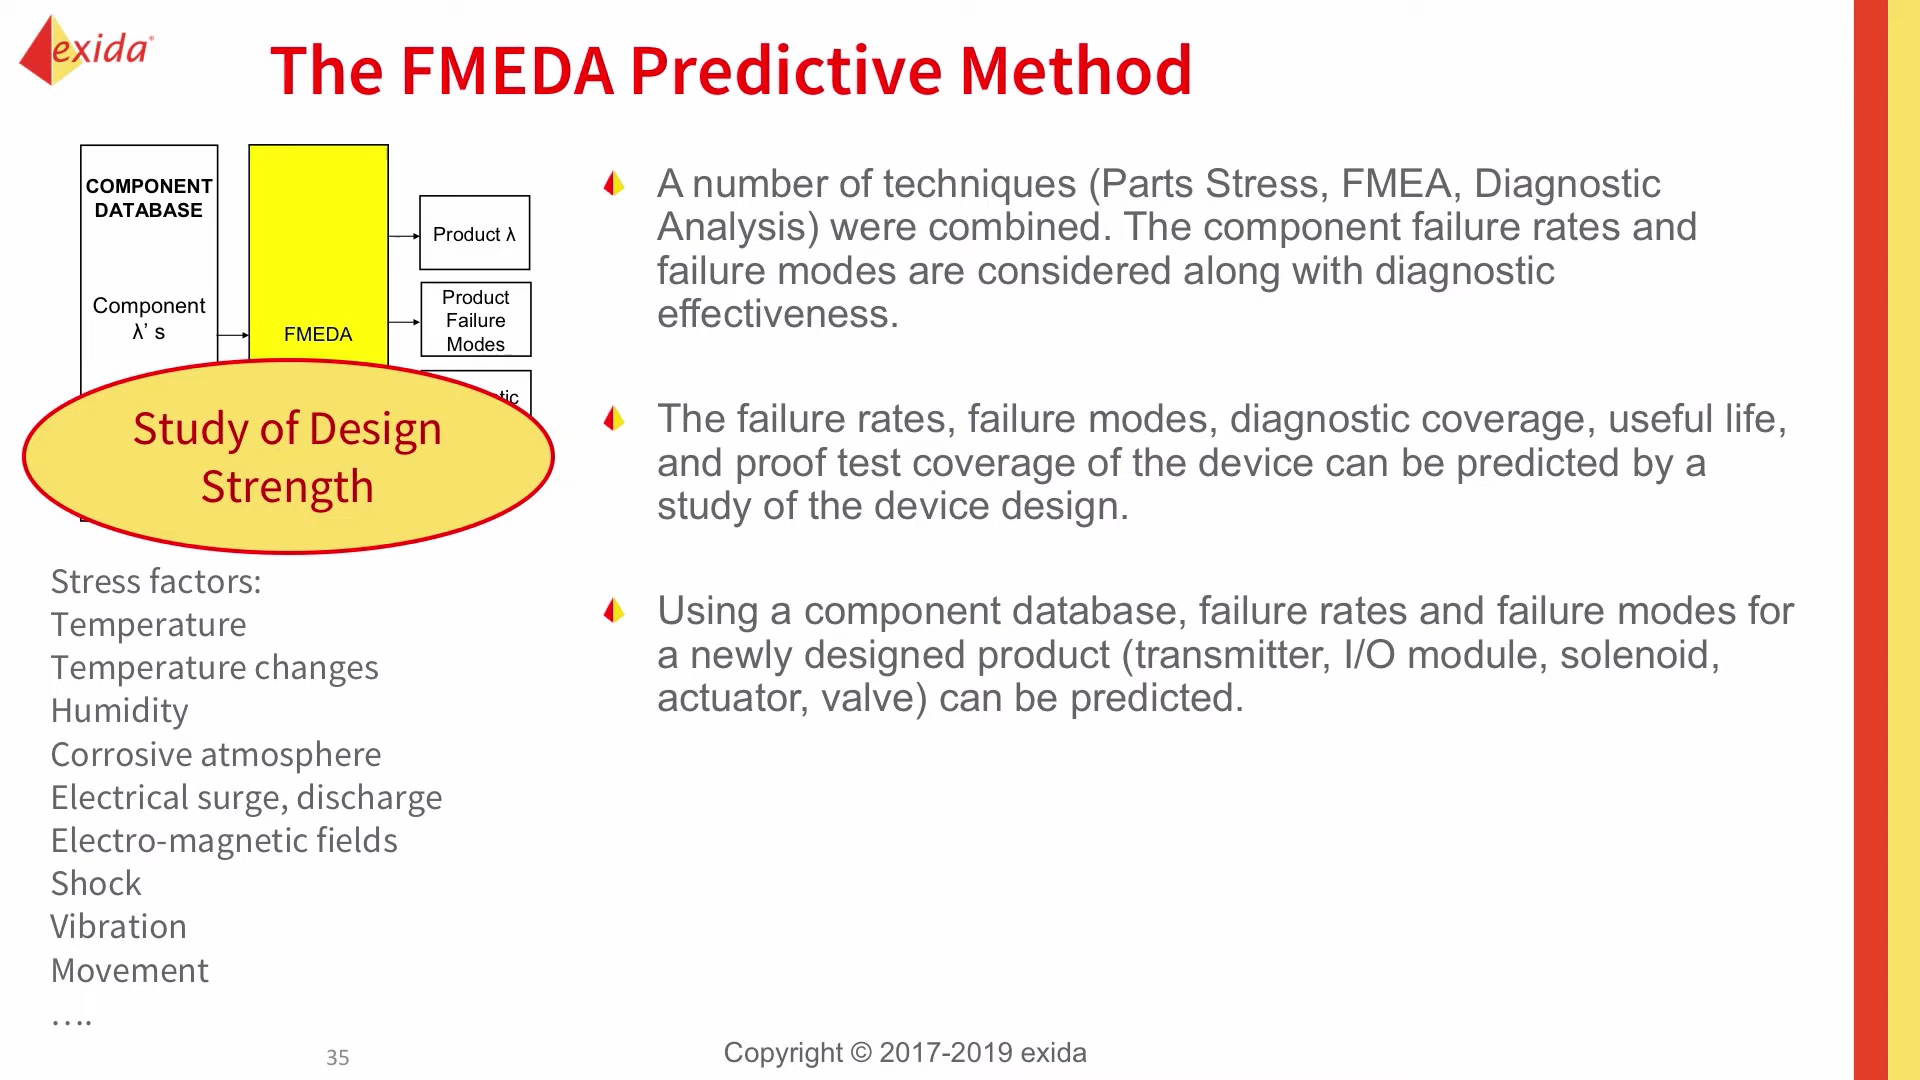 exida
The FMEDA Predictive Method
COMPONENT
DATABASE
Component
λ’ s
FMEDA
Product λ
Product
Failure
Modes
tic
Study of Design
Strength
Stress factors:
Temperature
Temperature changes
Humidity
Corrosive atmosphere
Electrical surge, discharge
Electro-magnetic fields
Shock
Vibration
Movement
….
A number of techniques (Parts Stress, FMEA, Diagnostic
Analysis) were combined. The component failure rates and
failure modes are considered along with diagnostic
effectiveness.
The failure rates, failure modes, diagnostic coverage, useful life,
and proof test coverage of the device can be predicted by a
study of the device design.
Using a component database, failure rates and failure modes for
a newly designed product (transmitter, I/O module, solenoid,
actuator, valve) can be predicted.
35
Copyright © 2017-2019 exida